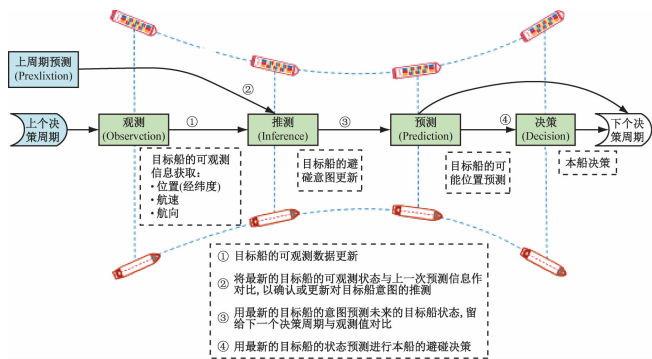 上周期预测
(Prexlixtion)
②
上个决
策周期
观测
(Observction)
①
推测
(Inference)
③
预测
(Prediction)
④
决策
(Decision)
下个决
策周期
目标船的可观测
信息获取:
• 位置(经纬度)
• 航速
• 航向
目标船的避
碰意图更新
目标船的可
能位置预测
本船决策
① 目标船的可观测数据更新
② 将最新的目标船的可观测状态与上一次预测信息作
对比, 以确认或更新对目标船意图的推测
③ 用最新的目标船的意图预测未来的目标船状态, 留
给下一个决策周期与观测值对比
④ 用最新的目标船的状态预测进行本船的避碰决策